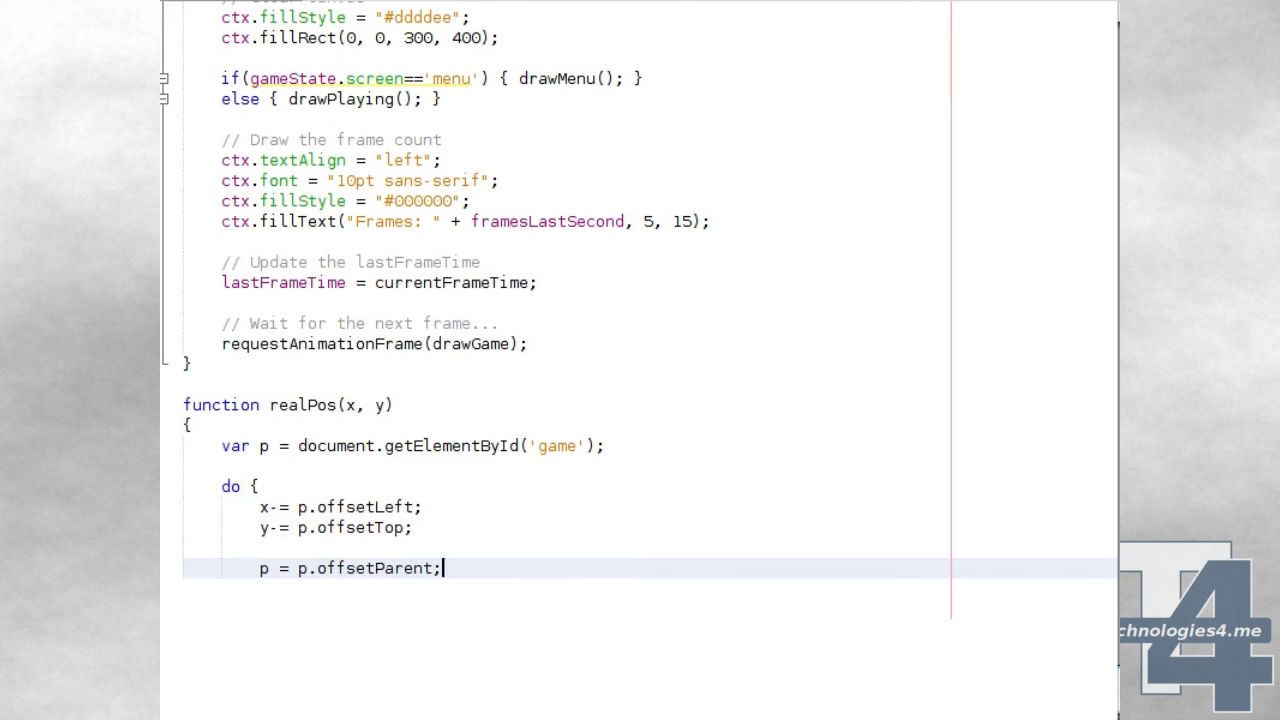 ctx.fillStyle = "#ddddee";
ctx.fillRect(0, 0, 300, 400);
if(gameState.screen=='menu') { drawMenu(); }
else { drawPlaying(); }
// Draw the frame count
ctx.textAlign = "left";
ctx.font = "10pt sans-serif";
ctx.fillStyle = "#000000";
ctx.fillText("Frames: " + framesLastSecond, 5, 15);
// Update the lastFrameTime
lastFrameTime = currentFrameTime;
// Wait for the next frame...
requestAnimationFrame(drawGame);
}
function realPos(x, y)
{
var p = document.getElementById('game');
do {
x-= p.offsetLeft;
y-= p.offsetTop;
p = p.offsetParent;
chnologies4.me
T4